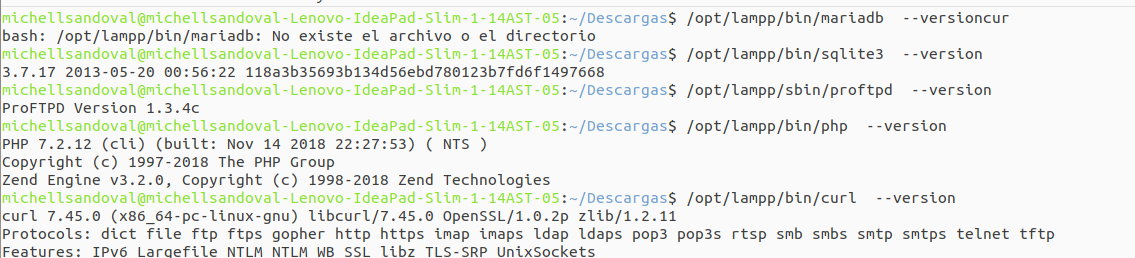 michellsandoval@michellsandoval-Lenovo-IdeaPad-Slim-1-14AST-05:~/Descargas$ /opt/lampp/bin/mariadb  --versioncur
bash: /opt/lampp/bin/mariadb: No existe el archivo o el directorio
michellsandoval@michellsandoval-Lenovo-IdeaPad-Slim-1-14AST-05:~/Descargas$ /opt/lampp/bin/sqlite3  --version
3.7.17 2013-05-20 00:56:22 118a3b35693b134d56ebd780123b7fd6f1497668
michellsandoval@michellsandoval-Lenovo-IdeaPad-Slim-1-14AST-05:~/Descargas$ /opt/lampp/sbin/proftpd  --version
ProFTPD Version 1.3.4c
michellsandoval@michellsandoval-Lenovo-IdeaPad-Slim-1-14AST-05:~/Descargas$ /opt/lampp/bin/php  --version
PHP 7.2.12 (cli) (built: Nov 14 2018 22:27:53) ( NTS )
Copyright (c) 1997-2018 The PHP Group
Zend Engine v3.2.0, Copyright (c) 1998-2018 Zend Technologies
michellsandoval@michellsandoval-Lenovo-IdeaPad-Slim-1-14AST-05:~/Descargas$ /opt/lampp/bin/curl  --version
curl 7.45.0 (x86_64-pc-linux-gnu) libcurl/7.45.0 OpenSSL/1.0.2p zlib/1.2.11
Protocols: dict file ftp ftps gopher http https imap imaps ldap ldaps pop3 pop3s rtsp smb smbs smtp smtps telnet tftp
Features: IPv6 Largefile NTLM NTLM_WB SSL libz TLS-SRP UnixSockets